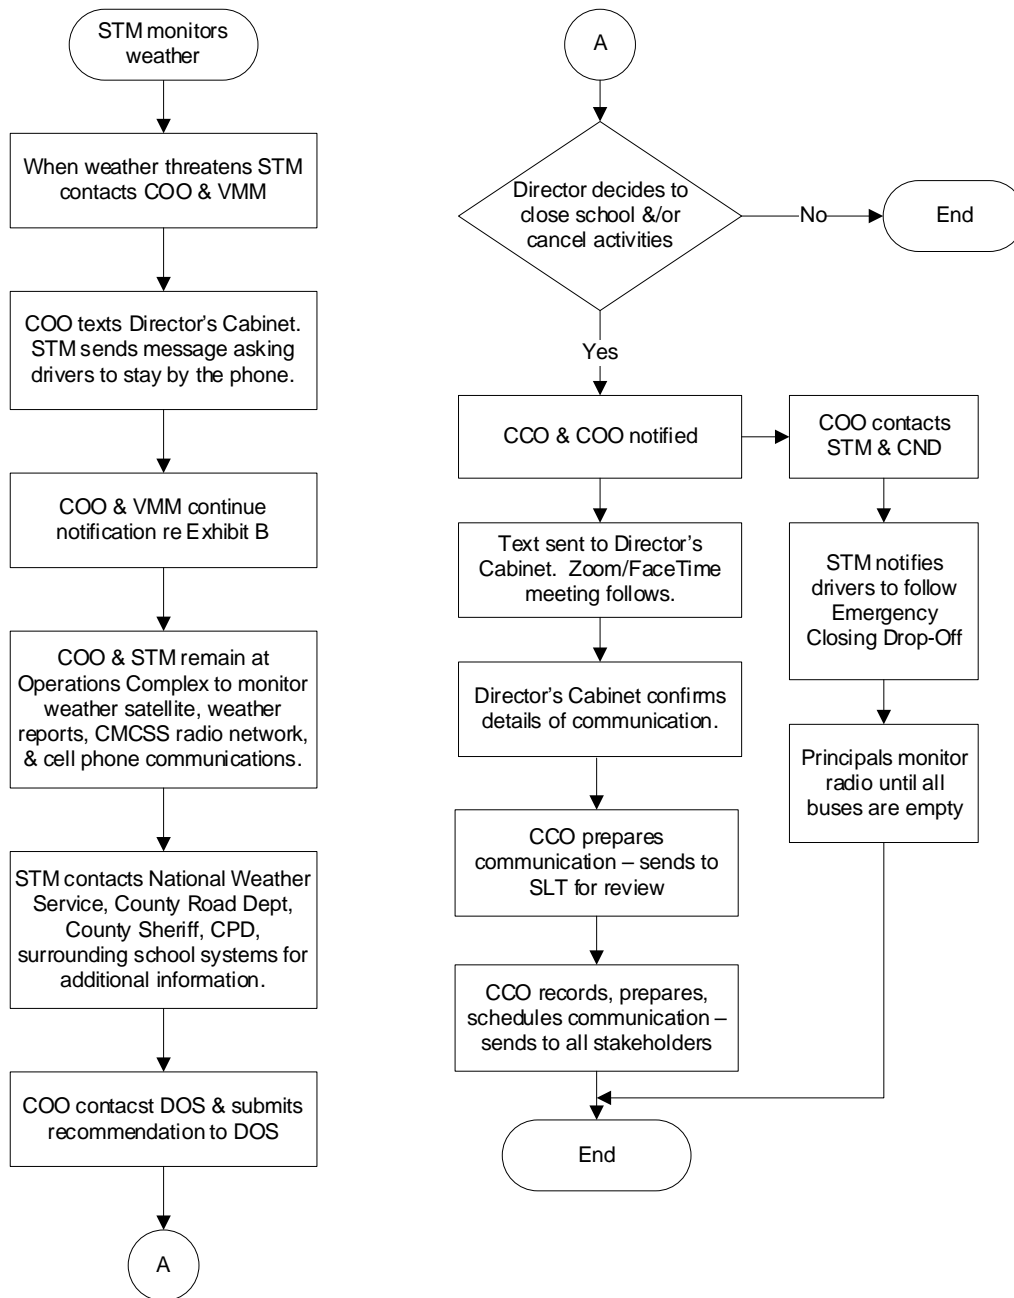 STM monitors
weather
When weather threatens STM
contacts COO & VMM
COO texts Director's Cabinet.
STM sends message asking
drivers to stay by the phone.
COO & VMM continue
notification re Exhibit B
COO & STM remain at
Operations Complex to monitor
weather satellite, weather
reports, CMCSS radio network,
& cell phone communications.
STM contacts National Weather
Service, County Road Dept,
County Sheriff, CPD,
surrounding school systems for
additional information.
COO contacst DOS & submits
recommendation to DOS
A
A
Director decides to
close school &/or
cancel activities
No
End
Yes
CCO & COO notified
COO contacts
STM & CND
Text sent to Director's
Cabinet. Zoom/FaceTime
meeting follows.
STM notifies
drivers to follow
Emergency
Closing Drop-Off
Director's Cabinet confirms
details of communication.
Principals monitor
radio until all
buses are empty
CCO prepares
communication – sends to
SLT for review
CCO records, prepares,
schedules communication –
sends to all stakeholders
End